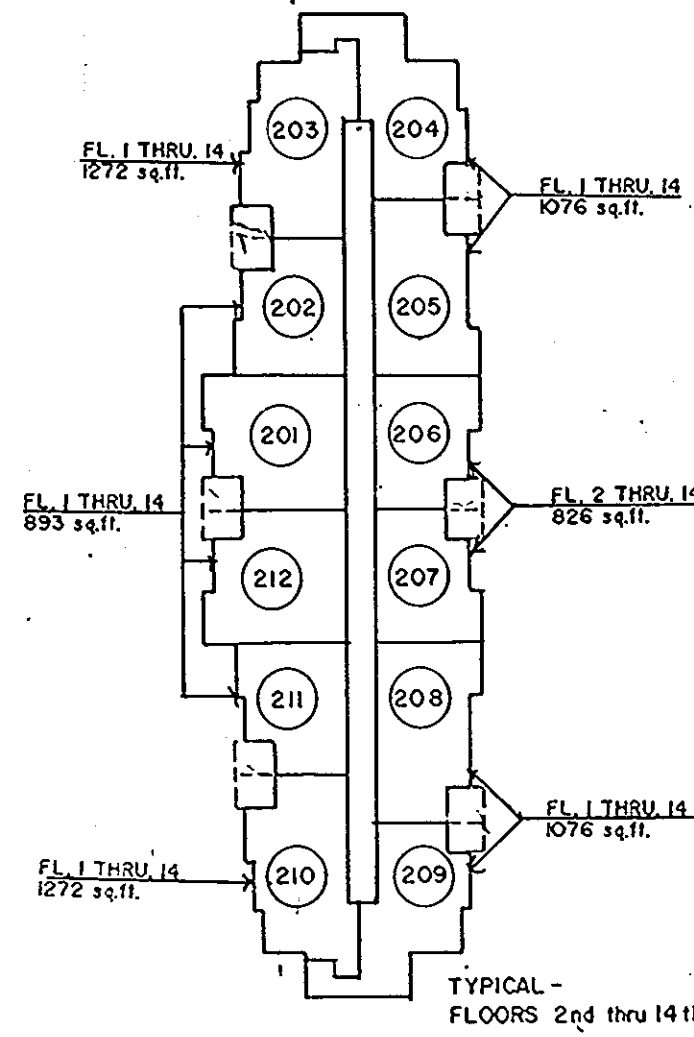 203
204
FL. 1 THRU. 14
1272 sq.ft.
FL. 1 THRU. 14
1076 sq.ft.
202
205
201
206
FL. 1 THRU. 14
893 sq.ft.
FL. 2 THRU. 14
826 sq.ft.
212
207
211
208
FL. 1 THRU. 14
1076 sq.ft.
FL. 1 THRU. 14
1272 sq.ft.
210
209
TYPICAL -
FLOORS 2nd thru 14 t